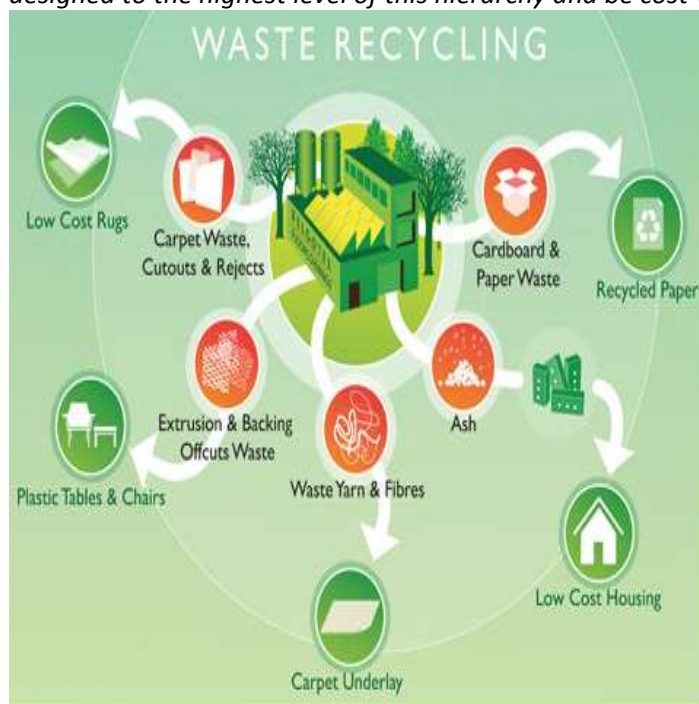 designed to the highest level of this hierarchy and be cost
WASTE RECYCLING
Low Cost Rugs
Carpet Waste,
Cutouts & Rejects
Cardboard &
Paper Waste
Recycled Paper
Extrusion & Backing
Offcuts Waste
Ash
Plastic Tables & Chairs
Waste Yarn & Fibres
Low Cost Housing
Carpet Underlay